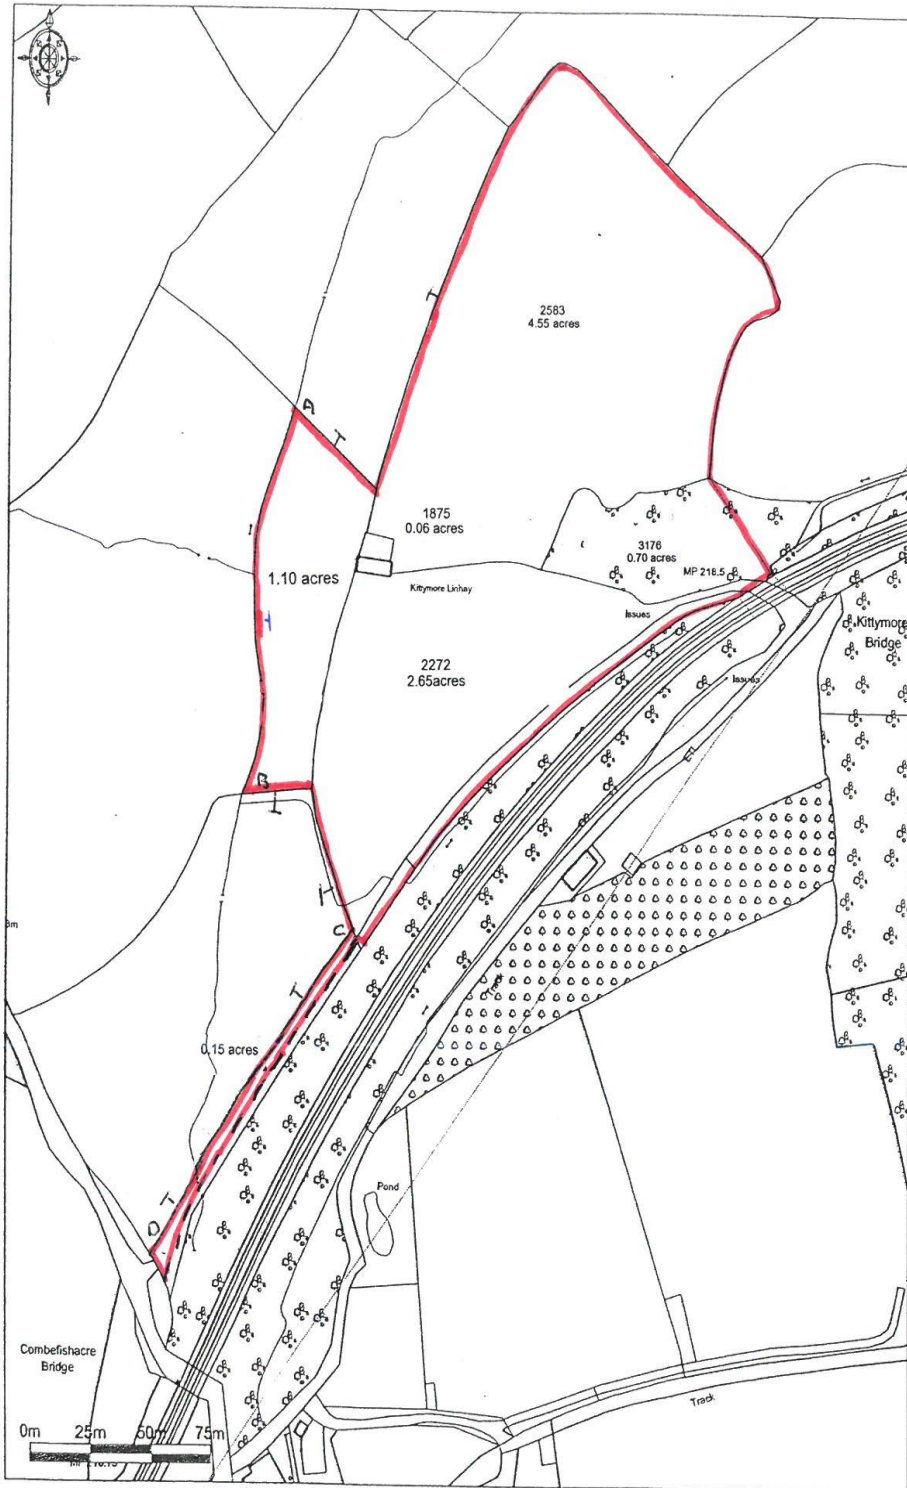 2583
4.55 acres
A
T
T
1875
0.06 acres
3176
0.70 acres
MP 218.5
1.10 acres
Kittymore Linhay
Issues
Kittymore
Bridge
T
2272
2.65acres
Issues
ETL
B
T
T
C
T
Track
0.15 acres
T
D
Pond
Combefishacre
Bridge
Track
0m 25m 50m 75m